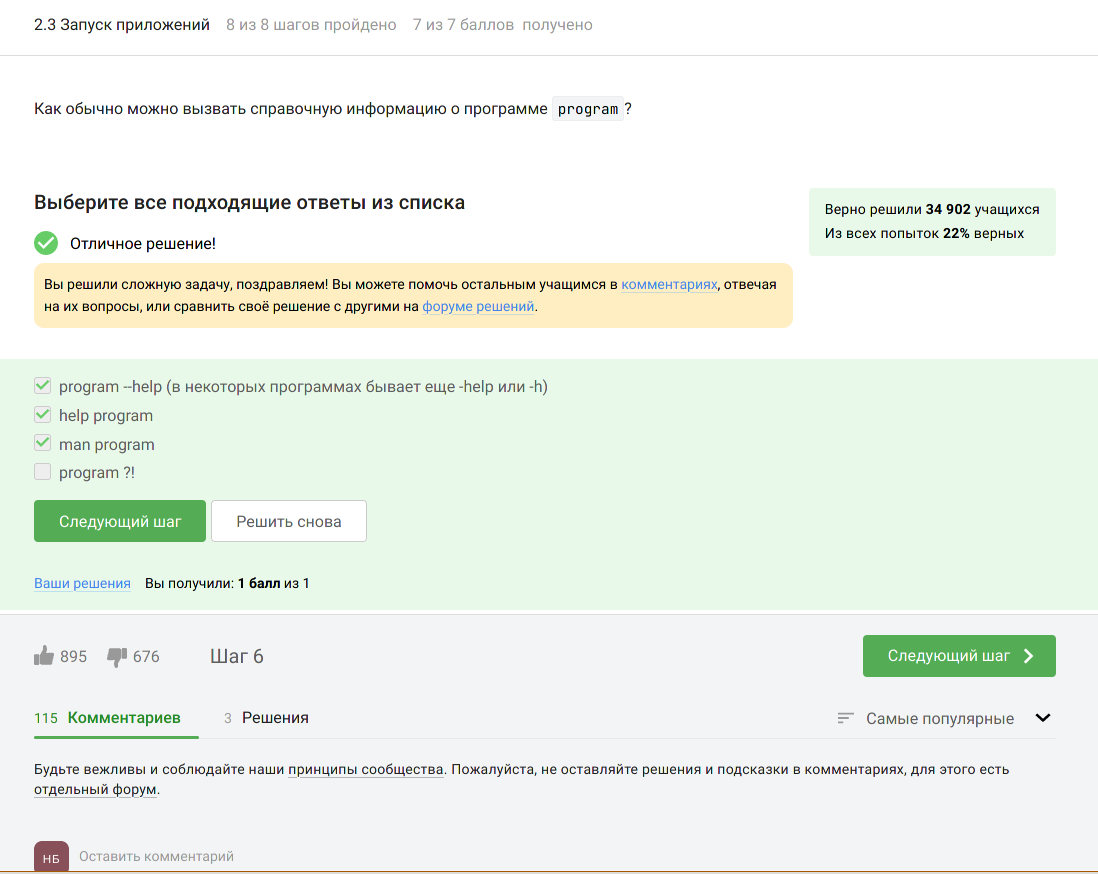 2.3 Запуск приложений 8 из 8 шагов пройдено 7 из 7 баллов получено
Как обычно можно вызвать справочную информацию о программе program?
Выберите все подходящие ответы из списка
Верно решили 34 902 учащихся
Из всех попыток 22% верных
Отличное решение!
Вы решили сложную задачу, поздравляем! Вы можете помочь остальным учащимся в комментариях, отвечая
на их вопросы, или сравнить своё решение с другими на форуме решений.
program --help (в некоторых программах бывает еще -help или -h)
help program
man program
program ?!
Следующий шаг Решить снова
Ваши решения Вы получили: 1 балл из 1
895 676 Шаг 6 Следующий шаг
115 Комментариев 3 Решения Самые популярные
Будьте вежливы и соблюдайте наши принципы сообщества. Пожалуйста, не оставляйте решения и подсказки в комментариях, для этого есть
отдельный форум.
НБ Оставить комментарий